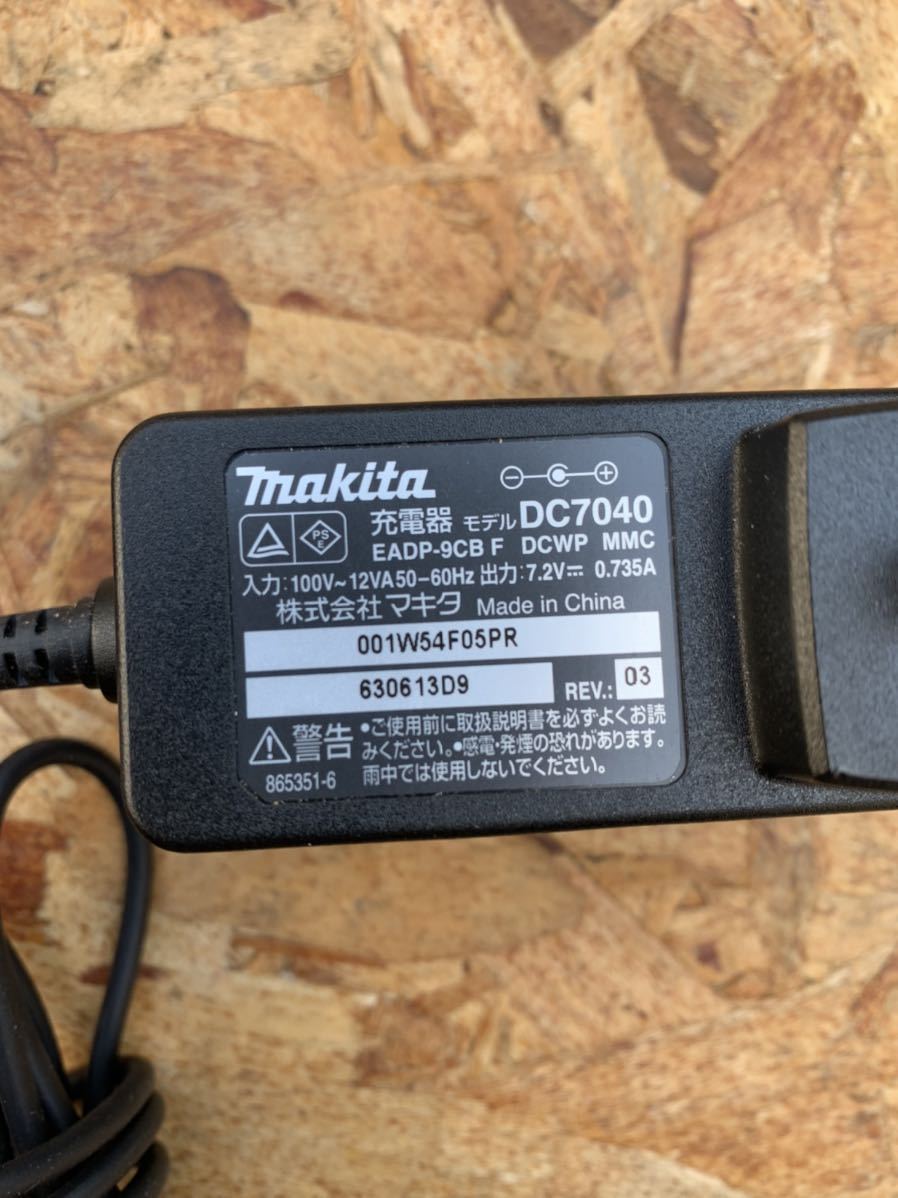 makita
PS E
充電器 モデル DC7040
EADP-9CB F DCWP MMC
入力:100V~12VA50-60Hz 出力:7.2V⎓ 0.735A
株式会社マキタ Made in China
001W54F05PR
630613D9 REV.: 03
⚠警告 •ご使用前に取扱説明書を必ずよくお読
みください。•感電・発煙の恐れがあります。
865351-6 雨中では使用しないでください。